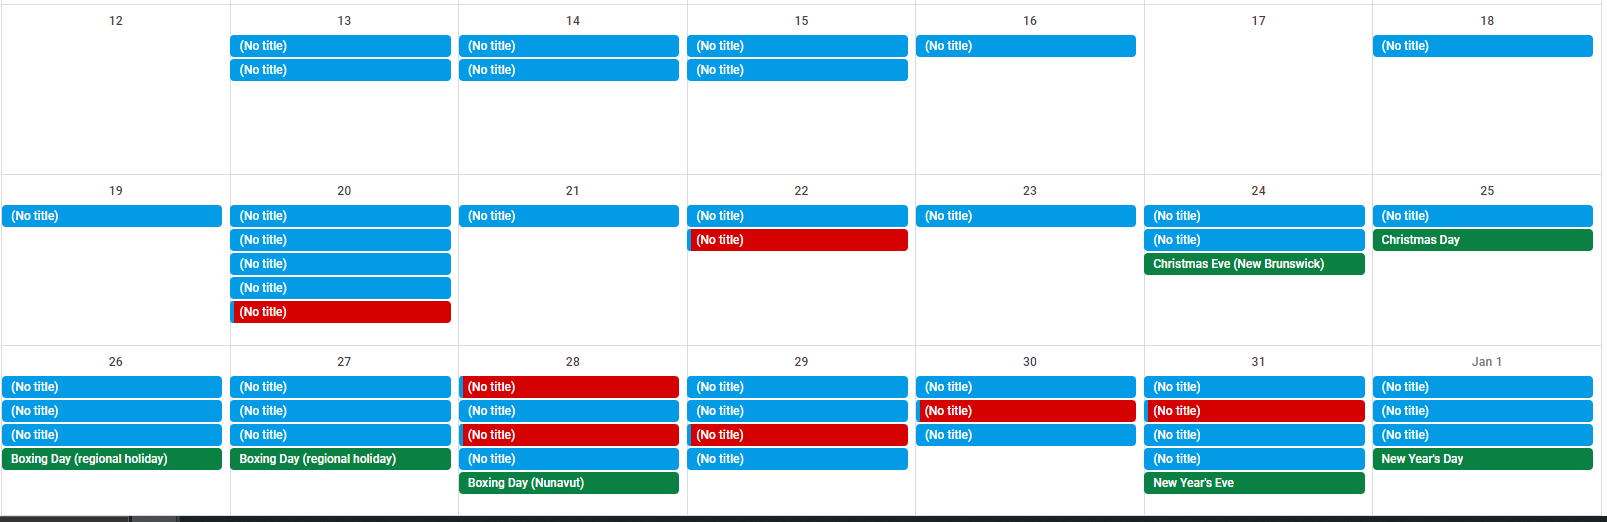 12 13 14 15 16 17 18
(No title) (No title) (No title) (No title) (No title)
(No title) (No title) (No title)
19 20 21 22 23 24 25
(No title) (No title) (No title) (No title) (No title) (No title) (No title)
(No title) (No title) (No title) Christmas Day
(No title) Christmas Eve (New Brunswick)
(No title)
(No title)
26 27 28 29 30 31 Jan 1
(No title) (No title) (No title) (No title) (No title) (No title) (No title)
(No title) (No title) (No title) (No title) (No title) (No title) (No title)
(No title) (No title) (No title) (No title) (No title) (No title) (No title)
Boxing Day (regional holiday) Boxing Day (regional holiday) (No title) (No title) (No title) New Year's Day
Boxing Day (Nunavut) New Year's Eve